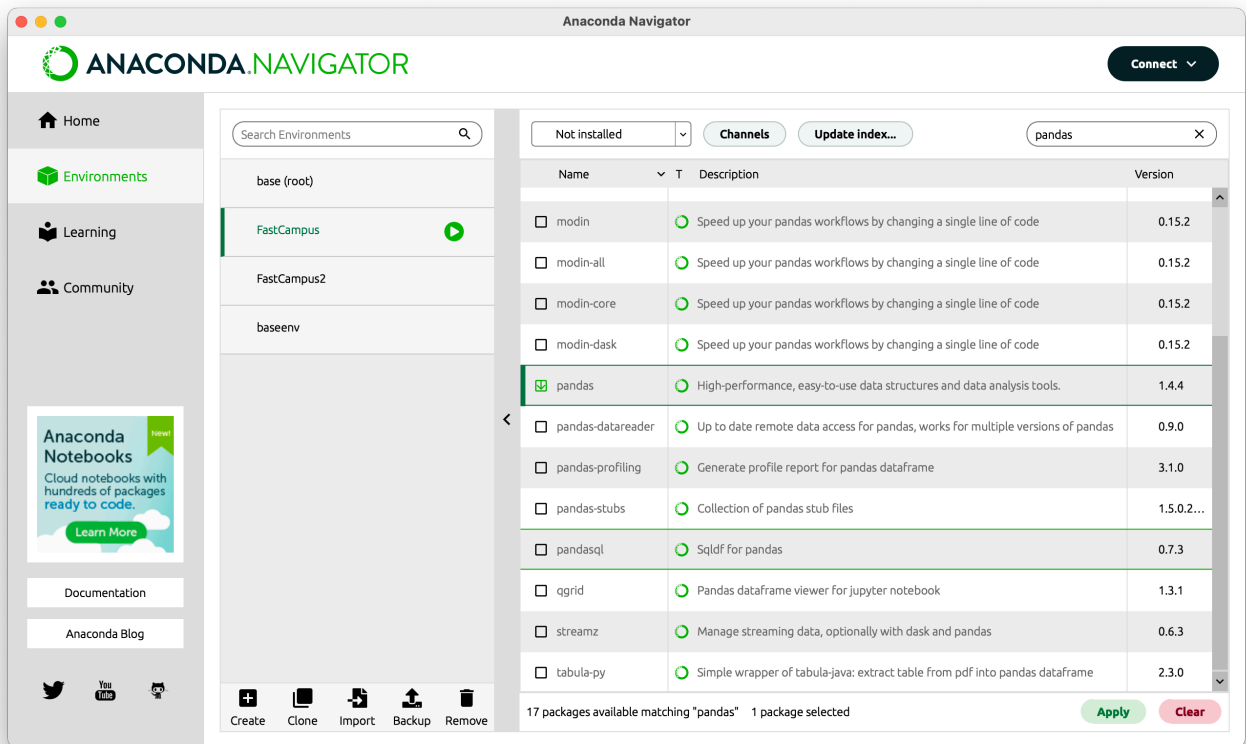 Anaconda Navigator
ANACONDA.NAVIGATOR
Connect
Home
Environments
Learning
Community
Anaconda Notebooks
New!
Cloud notebooks with
hundreds of packages
ready to code.
Learn More
Documentation
Anaconda Blog
You
Tube
Search Environments
base (root)
FastCampus
FastCampus2
baseenv
Create Clone Import Backup Remove
Not installed Channels Update index... pandas
Name T Description Version
modin Speed up your pandas workflows by changing a single line of code 0.15.2
modin-all Speed up your pandas workflows by changing a single line of code 0.15.2
modin-core Speed up your pandas workflows by changing a single line of code 0.15.2
modin-dask Speed up your pandas workflows by changing a single line of code 0.15.2
pandas High-performance, easy-to-use data structures and data analysis tools. 1.4.4
pandas-datareader Up to date remote data access for pandas, works for multiple versions of pandas 0.9.0
pandas-profiling Generate profile report for pandas dataframe 3.1.0
pandas-stubs Collection of pandas stub files 1.5.0.2...
pandasql Sqldf for pandas 0.7.3
qgrid Pandas dataframe viewer for jupyter notebook 1.3.1
streamz Manage streaming data, optionally with dask and pandas 0.6.3
tabula-py Simple wrapper of tabula-java: extract table from pdf into pandas dataframe 2.3.0
17 packages available matching "pandas" 1 package selected
Apply Clear